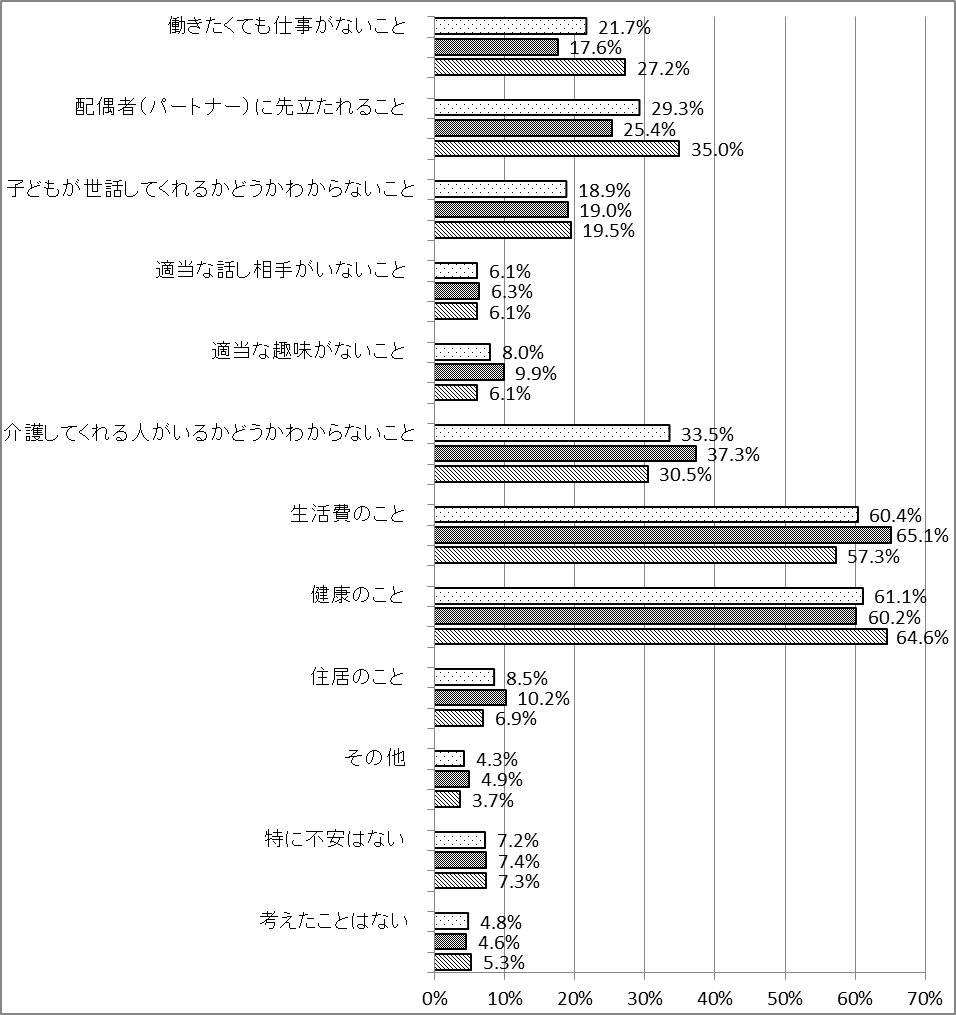 働きたくても仕事がないこと
21.7%
17.6%
27.2%
配偶者（パートナー）に先立たれること
29.3%
25.4%
35.0%
子どもが世話してくれるかどうかわからないこと
18.9%
19.0%
19.5%
適当な話し相手がいないこと
6.1%
6.3%
6.1%
適当な趣味がないこと
8.0%
9.9%
6.1%
介護してくれる人がいるかどうかわからないこと
33.5%
37.3%
30.5%
生活費のこと
60.4%
65.1%
57.3%
健康のこと
61.1%
60.2%
64.6%
住居のこと
8.5%
10.2%
6.9%
その他
4.3%
4.9%
3.7%
特に不安はない
7.2%
7.4%
7.3%
考えたことはない
4.8%
4.6%
5.3%
0% 10% 20% 30% 40% 50% 60% 70%